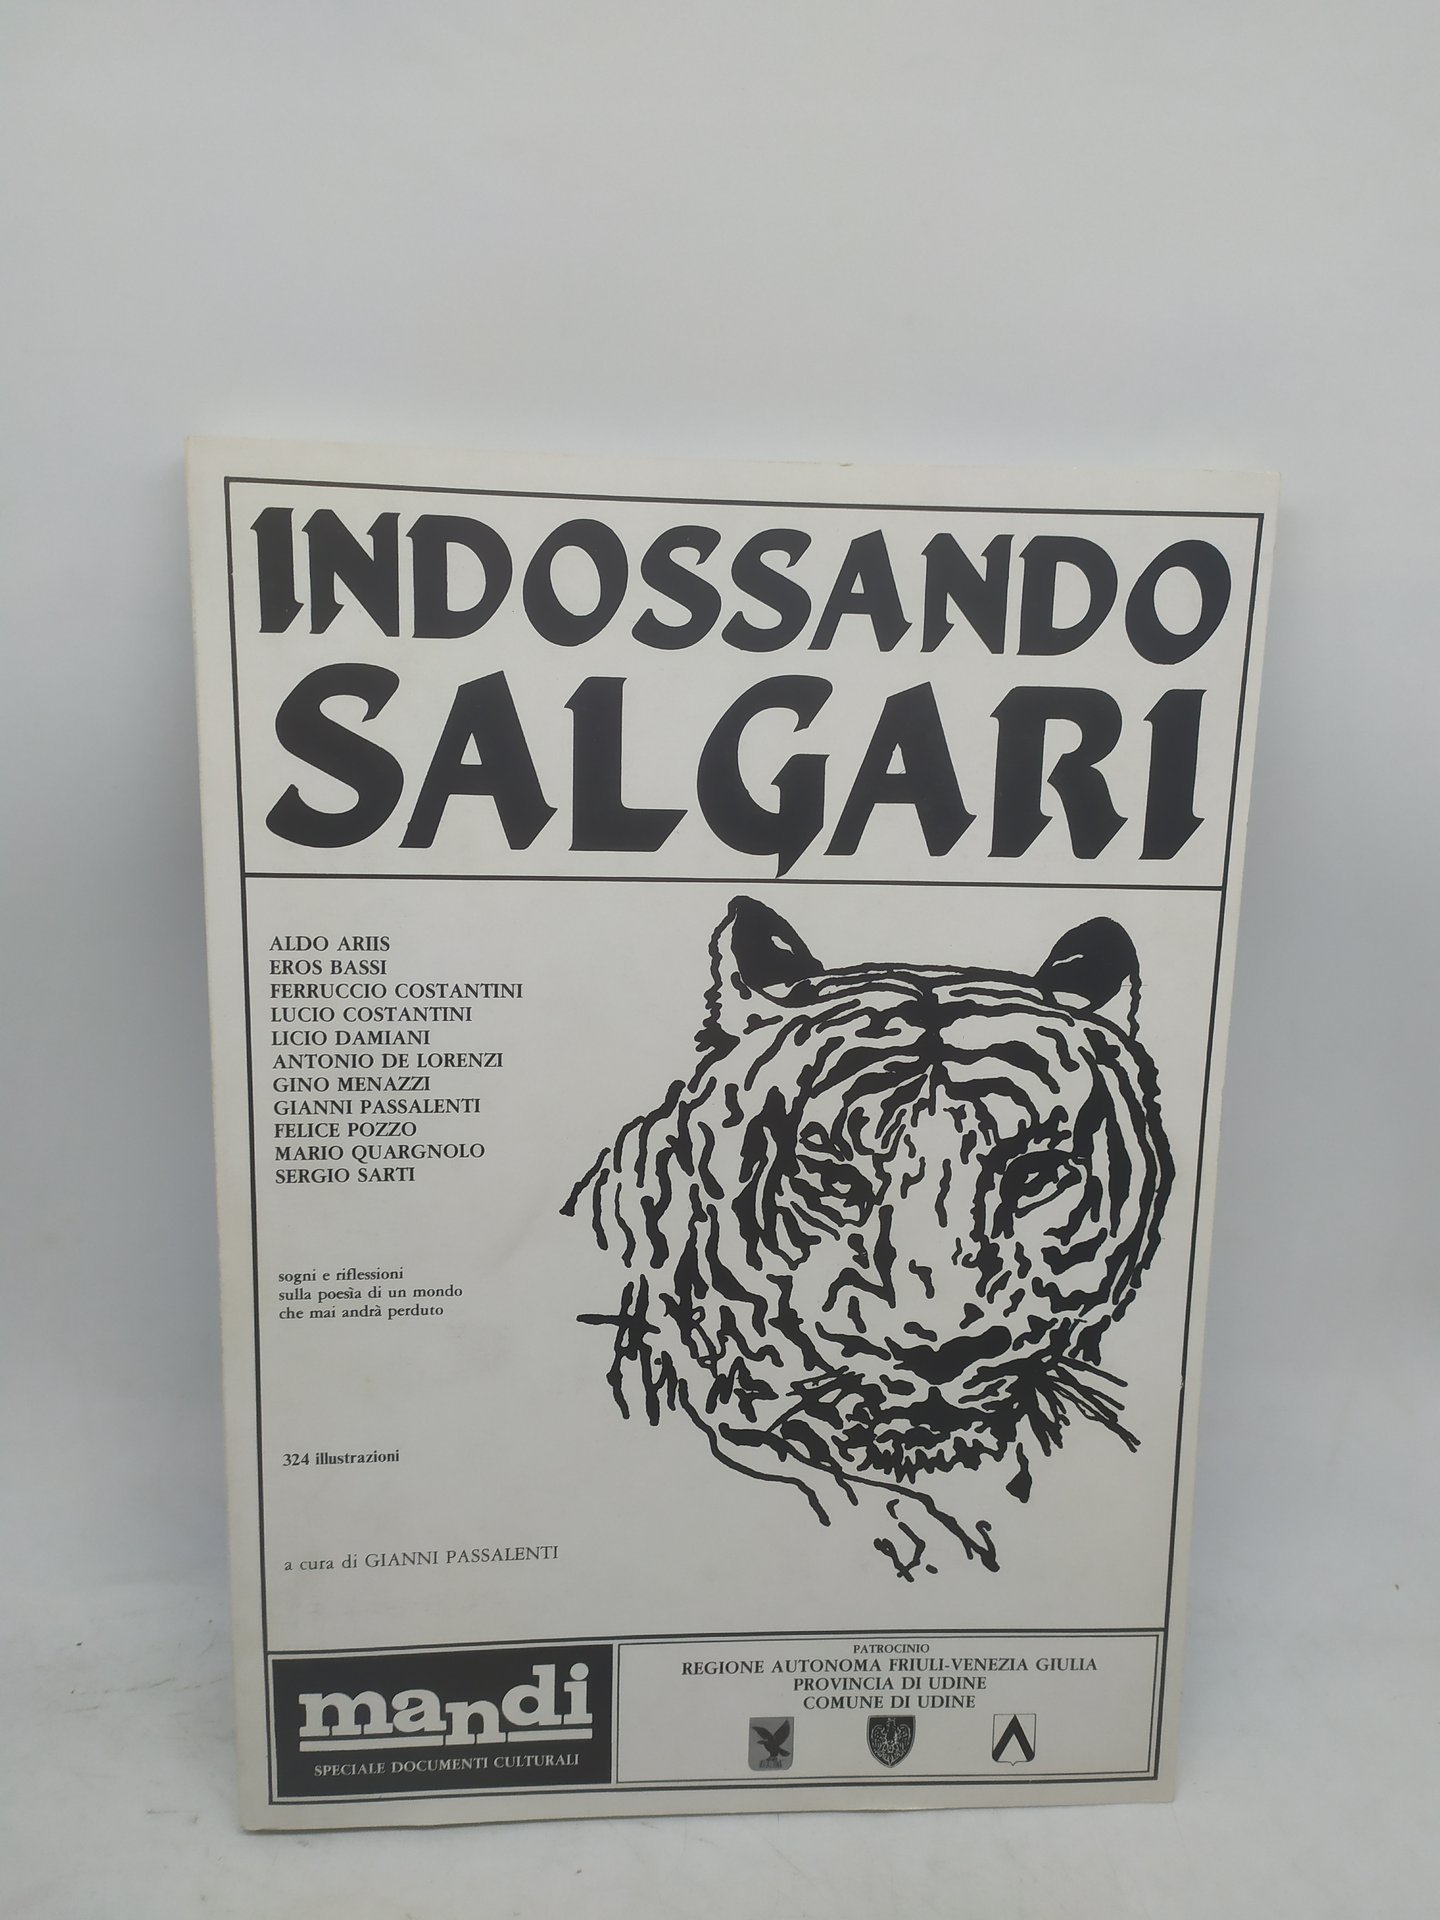 INDOSSANDO
SALGARI
ALDO ARIIS
EROS BASSI
FERRUCCIO COSTANTINI
LUCIO COSTANTINI
LICIO DAMIANI
ANTONIO DE LORENZI
GINO MENAZZI
GIANNI PASSALENTI
FELICE POZZO
MARIO QUARGNOLO
SERGIO SARTI
sogni e riflessioni
sulla poesia di un mondo
che mai andrà perduto
324 illustrazioni
a cura di GIANNI PASSALENTI
mandi
SPECIALE DOCUMENTI CULTURALI
PATROCINIO
REGIONE AUTONOMA FRIULI-VENEZIA GIULIA
PROVINCIA DI UDINE
COMUNE DI UDINE